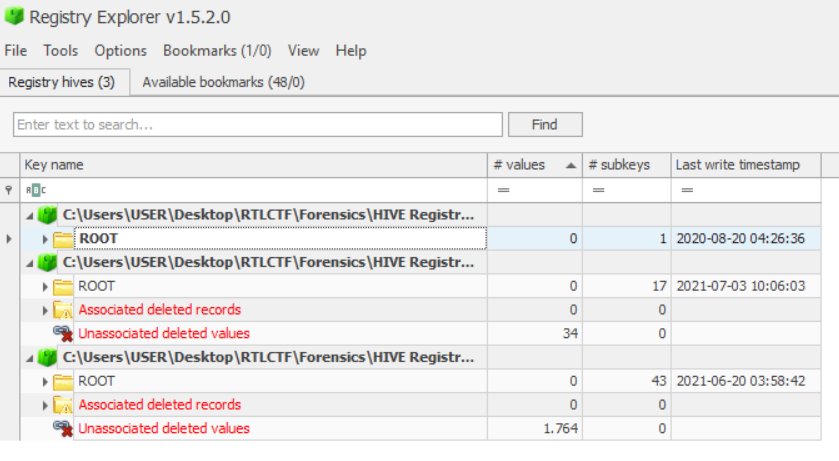 Registry Explorer v1.5.2.0
File Tools Options Bookmarks (1/0) View Help
Registry hives (3) Available bookmarks (48/0)
Enter text to search... Find
Key name # values # subkeys Last write timestamp
= = =
C:\Users\USER\Desktop\RTLCTF\Forensics\HIVE Registr...
ROOT 0 1 2020-08-20 04:26:36
C:\Users\USER\Desktop\RTLCTF\Forensics\HIVE Registr...
ROOT 0 17 2021-07-03 10:06:03
Associated deleted records 0 0
Unassociated deleted values 34 0
C:\Users\USER\Desktop\RTLCTF\Forensics\HIVE Registr...
ROOT 0 43 2021-06-20 03:58:42
Associated deleted records 0 0
Unassociated deleted values 1.764 0